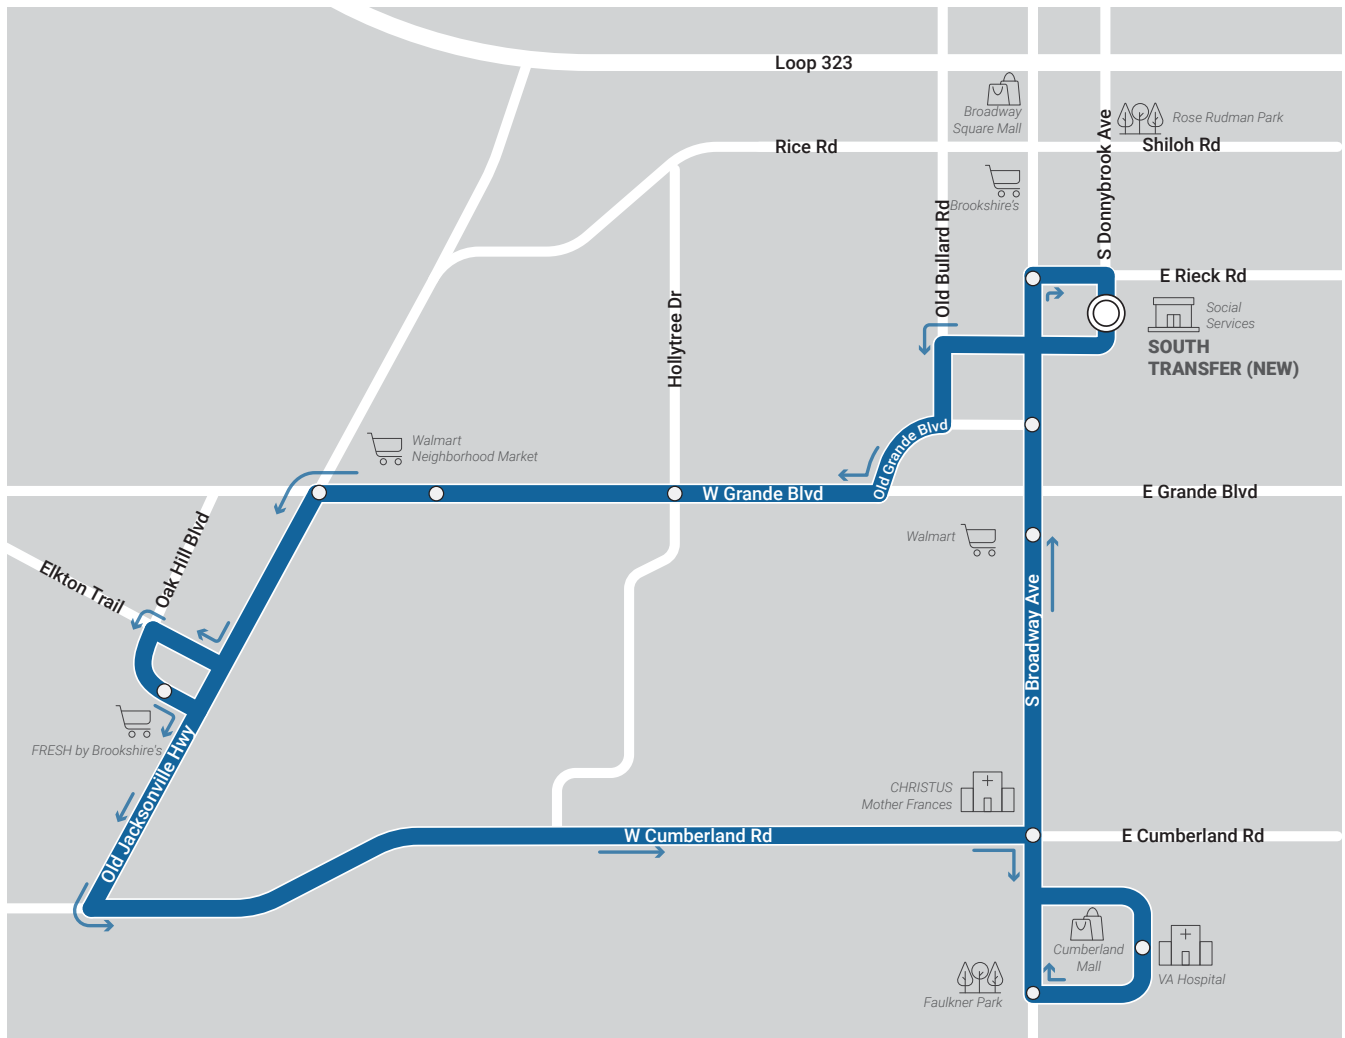 Loop 323
Broadway
Square Mall
Rose Rudman Park
Rice Rd
Shiloh Rd
S Donnybrook Ave
Brookshire's
Old Bullard Rd
E Rieck Rd
Hollytree Dr
Social
Services
SOUTH
TRANSFER (NEW)
Walmart
Neighborhood Market
Old Grande Blvd
W Grande Blvd
E Grande Blvd
Oak Hill Blvd
Elkton Trail
Walmart
S Broadway Ave
FRESH by Brookshire's
Old Jacksonville Hwy
CHRISTUS
Mother Frances
W Cumberland Rd
E Cumberland Rd
Cumberland
Mall
VA Hospital
Faulkner Park